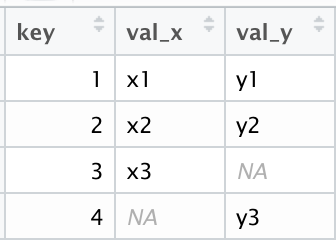 key val_x val_y
1 x1 y1
2 x2 y2
3 x3 NA
4 NA y3